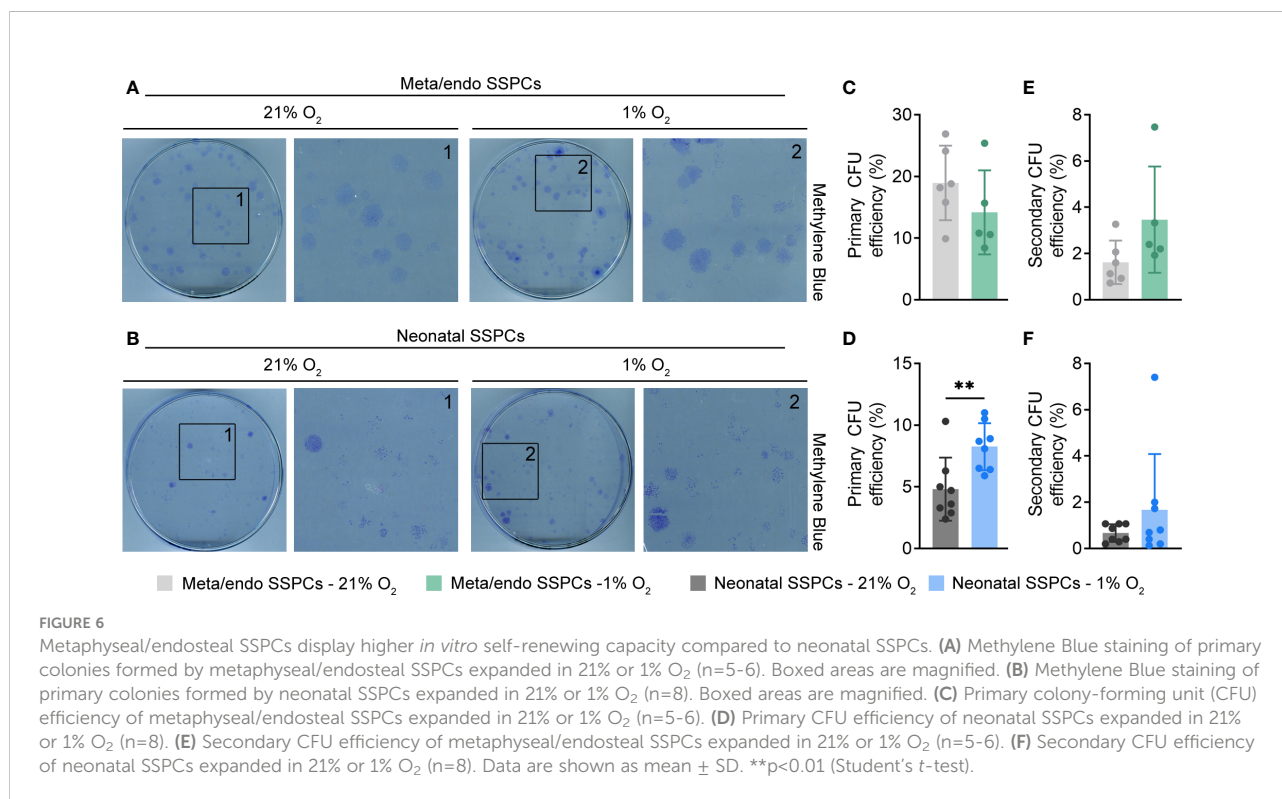 A
Meta/endo SSPCs
21% O₂
1% O₂
1
2
1
2
Methylene Blue
C
Primary CFU
efficiency (%)
30
20
10
0
E
Secondary CFU
efficiency (%)
8
6
4
2
0
B
Neonatal SSPCs
21% O₂
1% O₂
1
2
1
2
Methylene Blue
D
Primary CFU
efficiency (%)
15
10
5
0
**
F
Secondary CFU
efficiency (%)
8
6
4
2
0
Meta/endo SSPCs - 21% O₂ Meta/endo SSPCs -1% O₂ Neonatal SSPCs - 21% O₂ Neonatal SSPCs - 1% O₂
FIGURE 6
Metaphyseal/endosteal SSPCs display higher in vitro self-renewing capacity compared to neonatal SSPCs. (A) Methylene Blue staining of primary
colonies formed by metaphyseal/endosteal SSPCs expanded in 21% or 1% O₂ (n=5-6). Boxed areas are magnified. (B) Methylene Blue staining of
primary colonies formed by neonatal SSPCs expanded in 21% or 1% O₂ (n=8). Boxed areas are magnified. (C) Primary colony-forming unit (CFU)
efficiency of metaphyseal/endosteal SSPCs expanded in 21% or 1% O₂ (n=5-6). (D) Primary CFU efficiency of neonatal SSPCs expanded in 21%
or 1% O₂ (n=8). (E) Secondary CFU efficiency of metaphyseal/endosteal SSPCs expanded in 21% or 1% O₂ (n=5-6). (F) Secondary CFU efficiency
of neonatal SSPCs expanded in 21% or 1% O₂ (n=8). Data are shown as mean ± SD. **p<0.01 (Student's t-test).